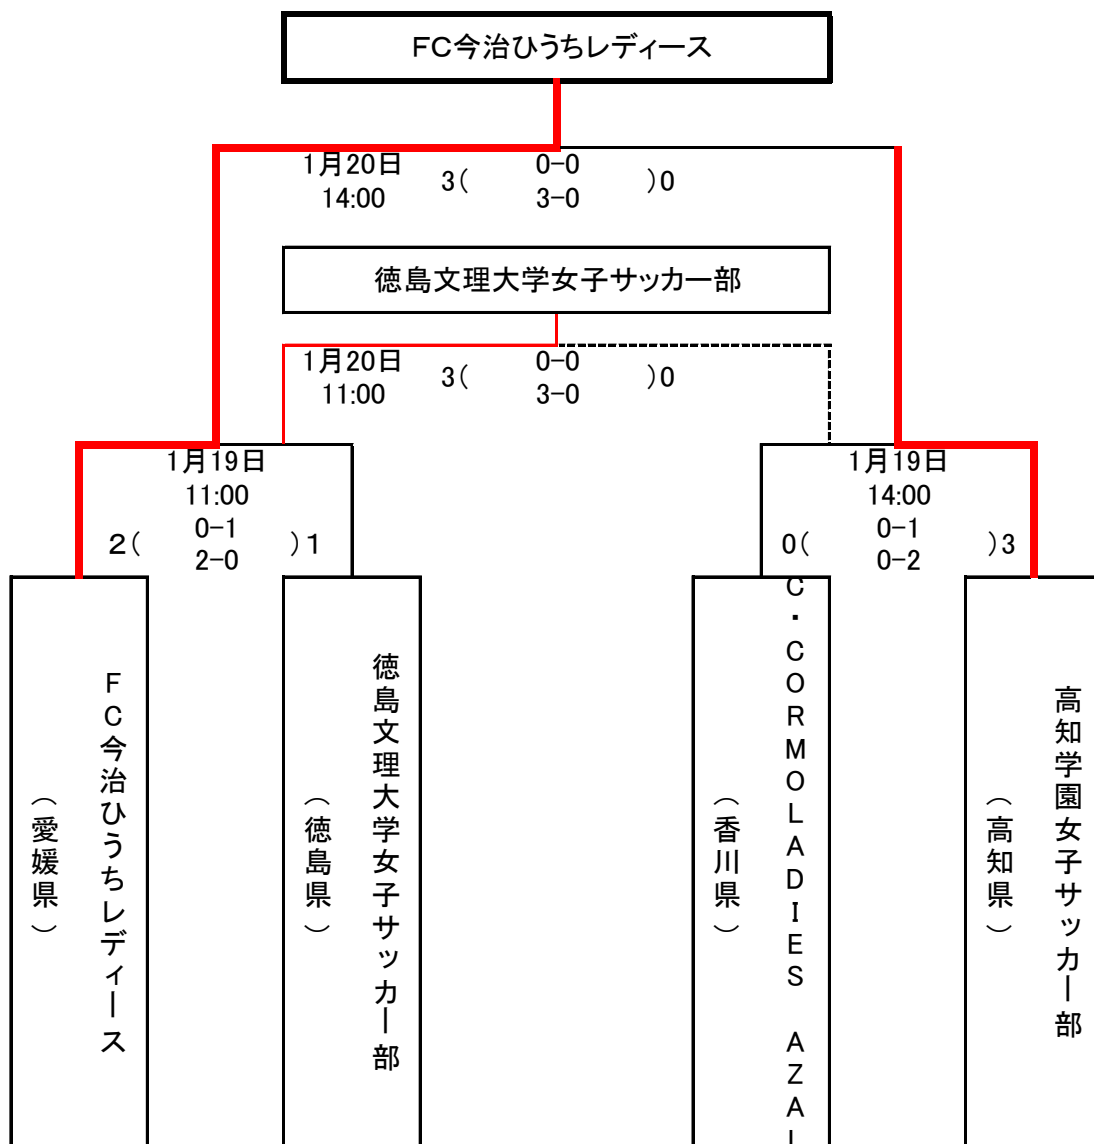 FC今治ひうちレディース
1月20日
14:00
3(
0-0
3-0
)0
徳島文理大学女子サッカー部
1月20日
11:00
3(
0-0
3-0
)0
1月19日
11:00
2(
0-1
2-0
)1
1月19日
14:00
0(
0-1
0-2
)3
FC今治ひうちレディース
(愛媛県)
徳島文理大学女子サッカー部
(徳島県)
C・CORMOLADIES AZAL
(香川県)
高知学園女子サッカー部
(高知県)